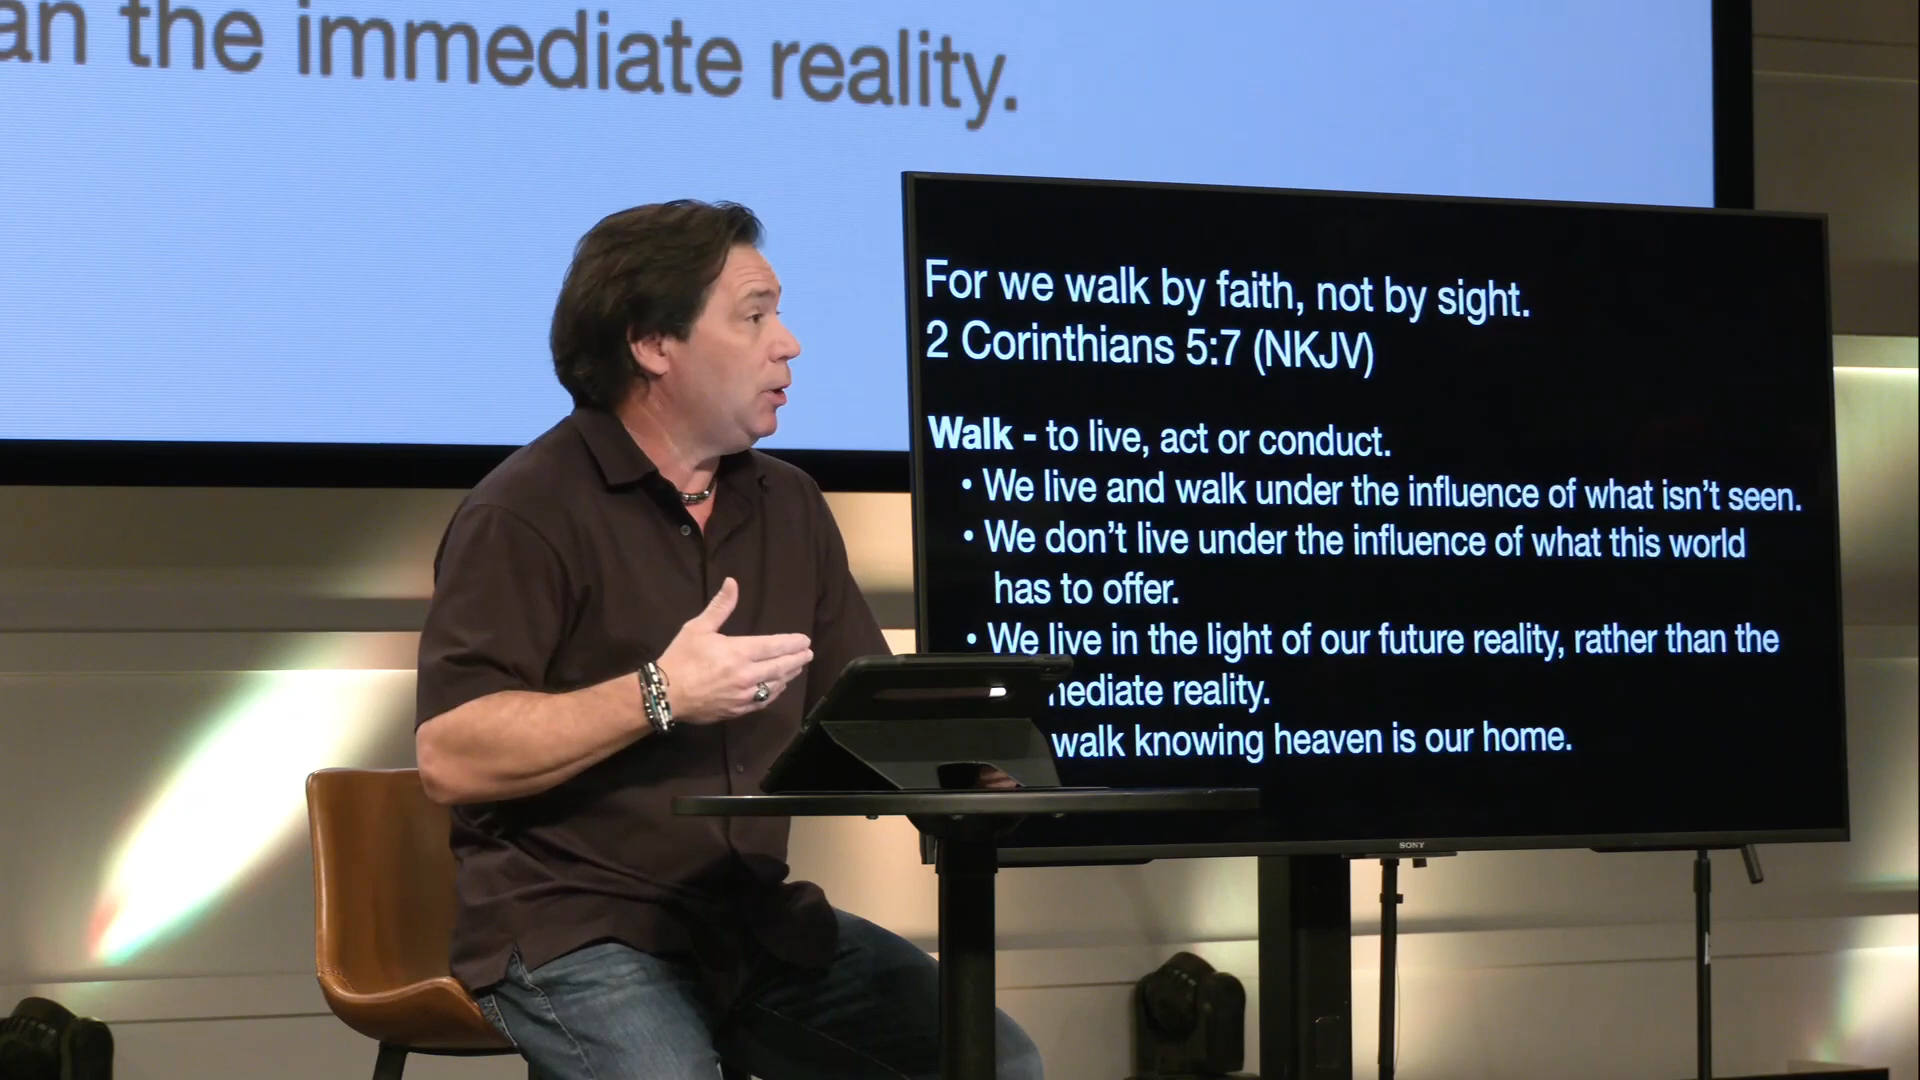 an the immediate reality.
For we walk by faith, not by sight.
2 Corinthians 5:7 (NKJV)
Walk - to live, act or conduct.
• We live and walk under the influence of what isn't seen.
• We don't live under the influence of what this world
has to offer.
• We live in the light of our future reality, rather than the
mediate reality.
walk knowing heaven is our home.
SONY